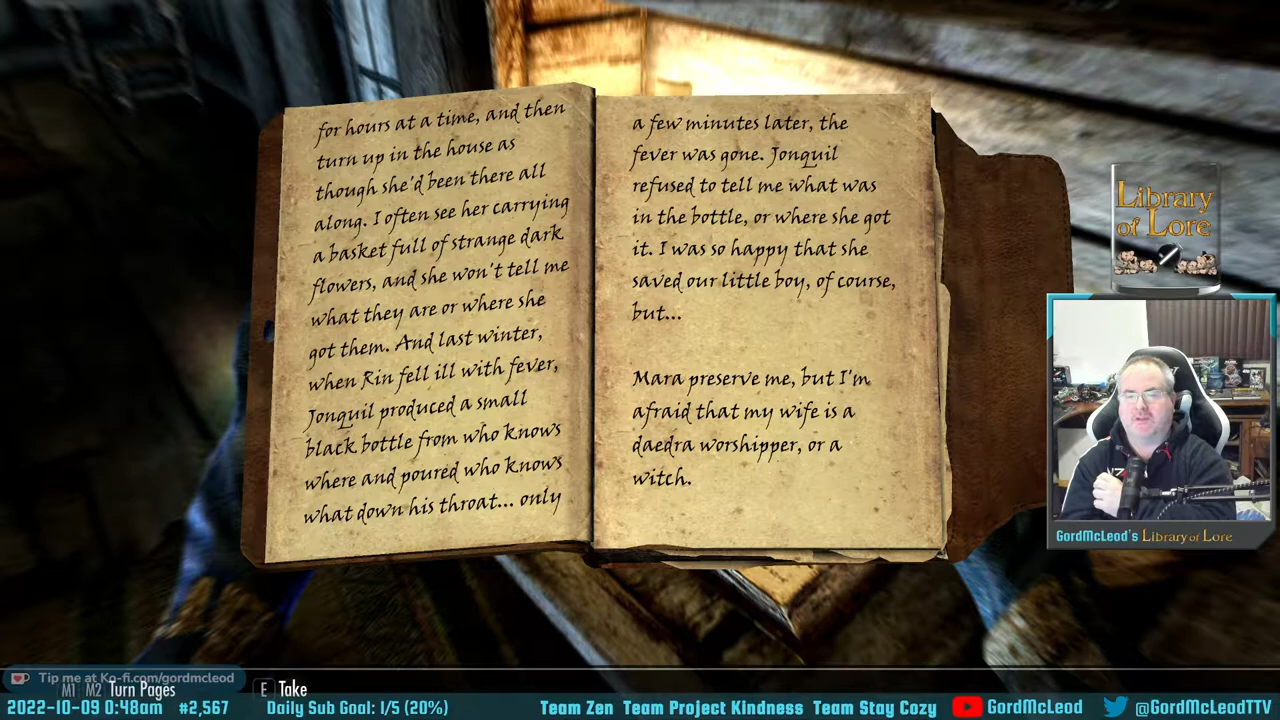 for hours at a time, and then
turn up in the house as
though she'd been there all
along. I often see her carrying
a basket full of strange dark
flowers, and she won't tell me
what they are or where she
got them. And last winter,
when Rin fell ill with fever,
Jonquil produced a small
black bottle from who knows
where and poured who knows
what down his throat... only
a few minutes later, the
fever was gone. Jonquil
refused to tell me what was
in the bottle, or where she got
it. I was so happy that she
saved our little boy, of course,
but...
Mara preserve me, but I'm
afraid that my wife is a
daedra worshipper, or a
witch.
Library
of Lore
GordMcLeod's Library of Lore
Tip me at Ko-fi.com/gordmcleod
M1 M2 Turn Pages
E Take
2022-10-09 0:48am #2,567 Daily Sub Goal: 1/5 (20%) Team Zen Team Project Kindness Team Stay Cozy GordMcLeod @GordMcLeodTTV